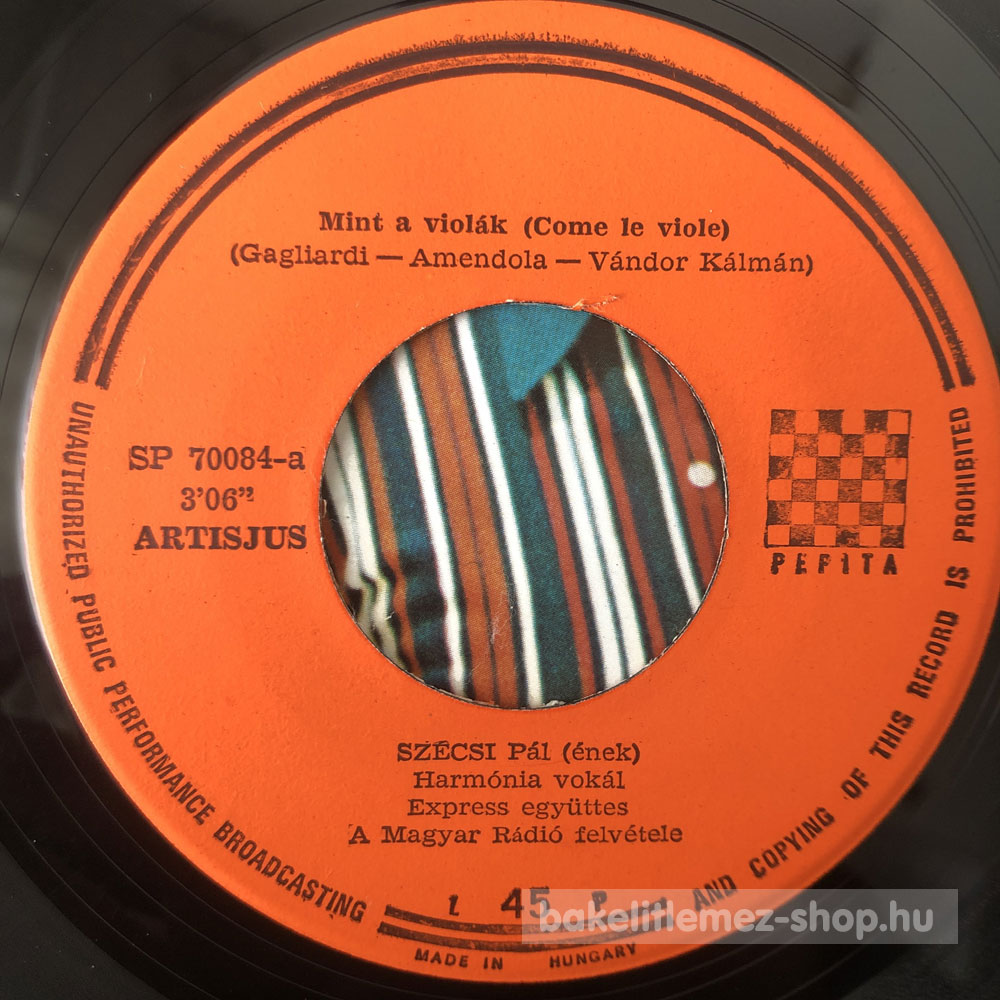 Mint a violák (Come le viole)
(Gagliardi — Amendola — Vándor Kálmán)
SP 70084-a
3'06”
ARTISJUS
PEPITA
SZÉCSI Pál (ének)
Harmónia vokál
Express együttes
A Magyar Rádió felvétele
UNAUTHORIZED PUBLIC PERFORMANCE BROADCASTING AND COPYING OF THIS RECORD IS PROHIBITED
45
MADE IN HUNGARY
bakelitlemez-shop.hu